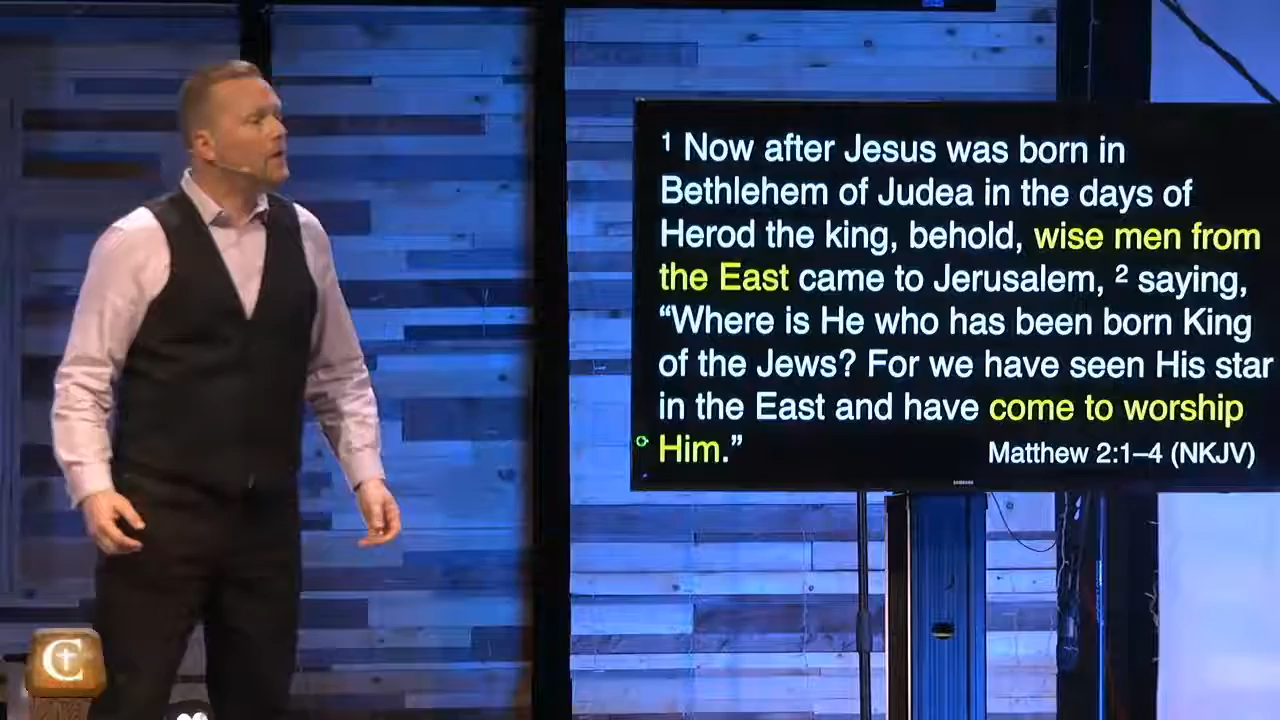 ¹ Now after Jesus was born in
Bethlehem of Judea in the days of
Herod the king, behold, wise men from
the East came to Jerusalem, ² saying,
“Where is He who has been born King
of the Jews? For we have seen His star
in the East and have come to worship
Him.”
Matthew 2:1–4 (NKJV)
SAMSUNG
C